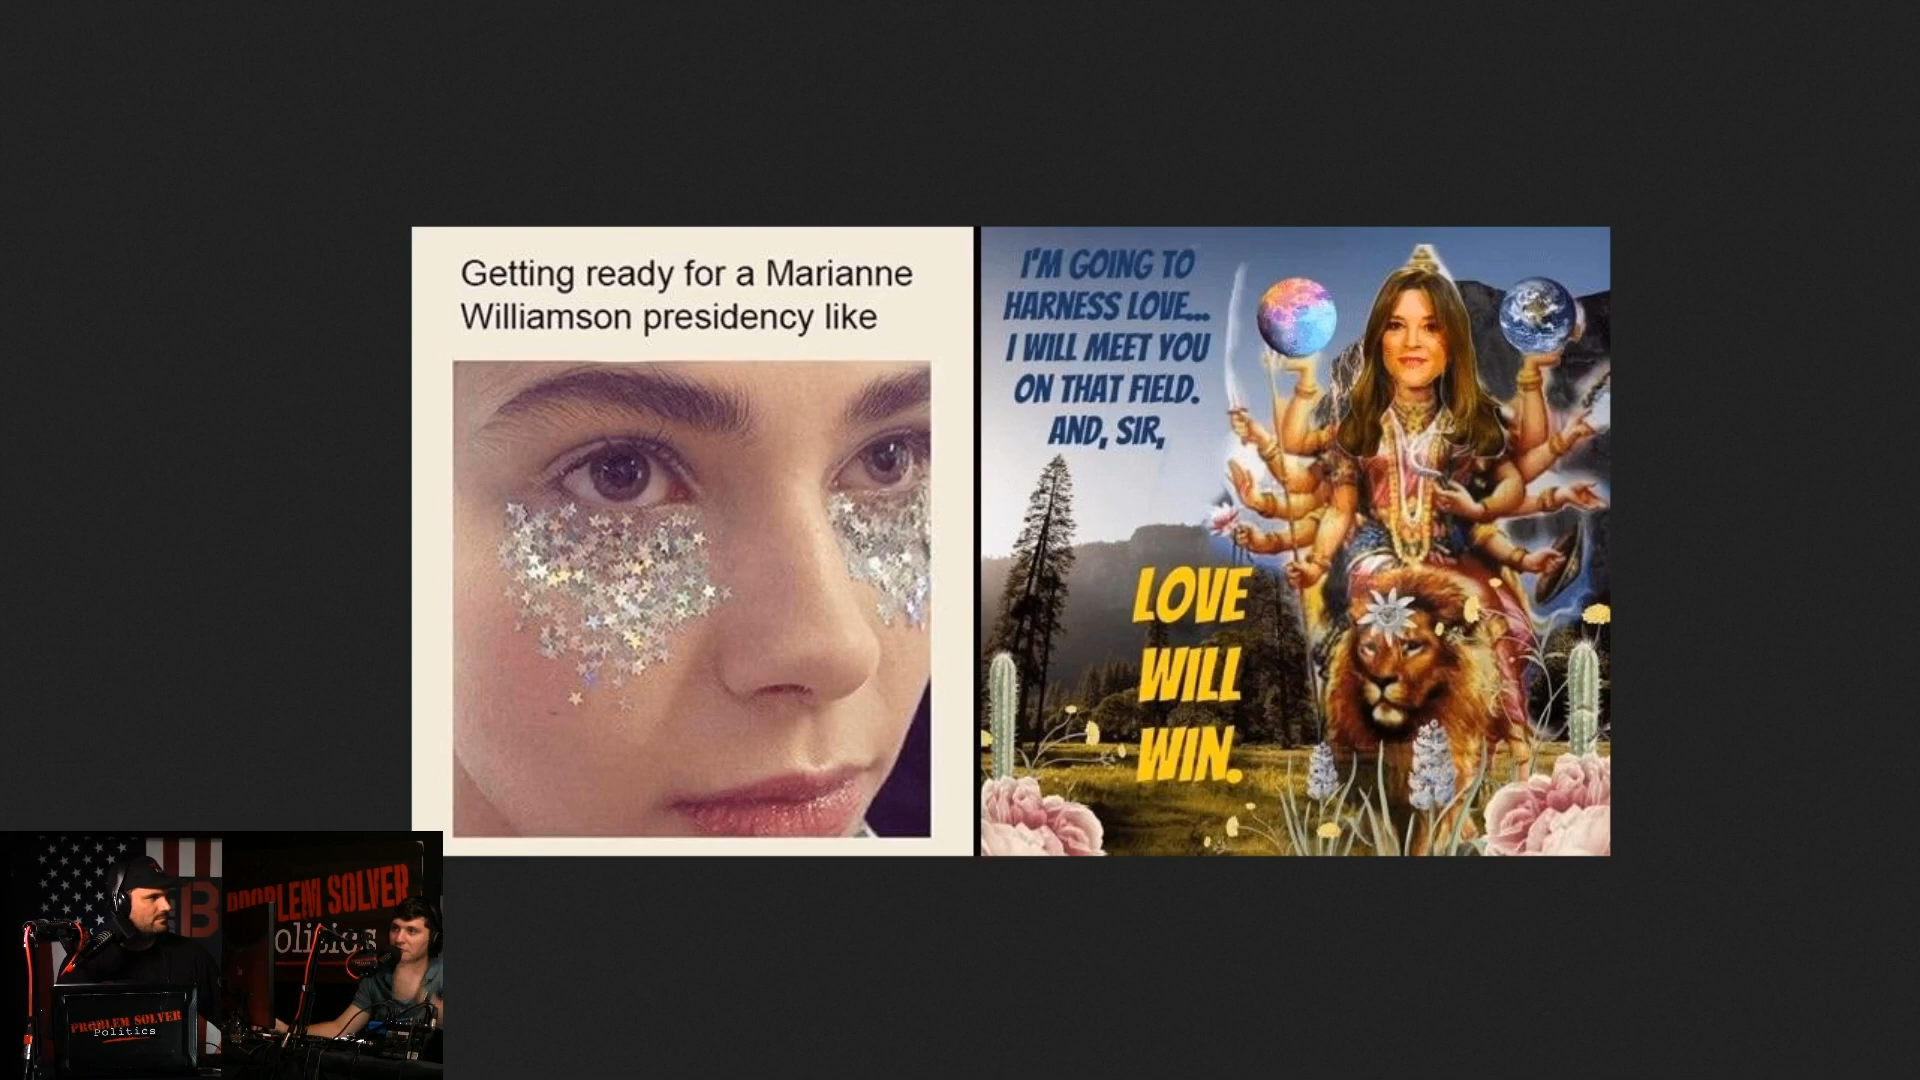 Getting ready for a Marianne
Williamson presidency like
I'M GOING TO
HARNESS LOVE...
I WILL MEET YOU
ON THAT FIELD.
AND, SIR,
LOVE
WILL
WIN.
B
PROBLEM SOLVER
olitics
PROBLEM SOLVER
Politics